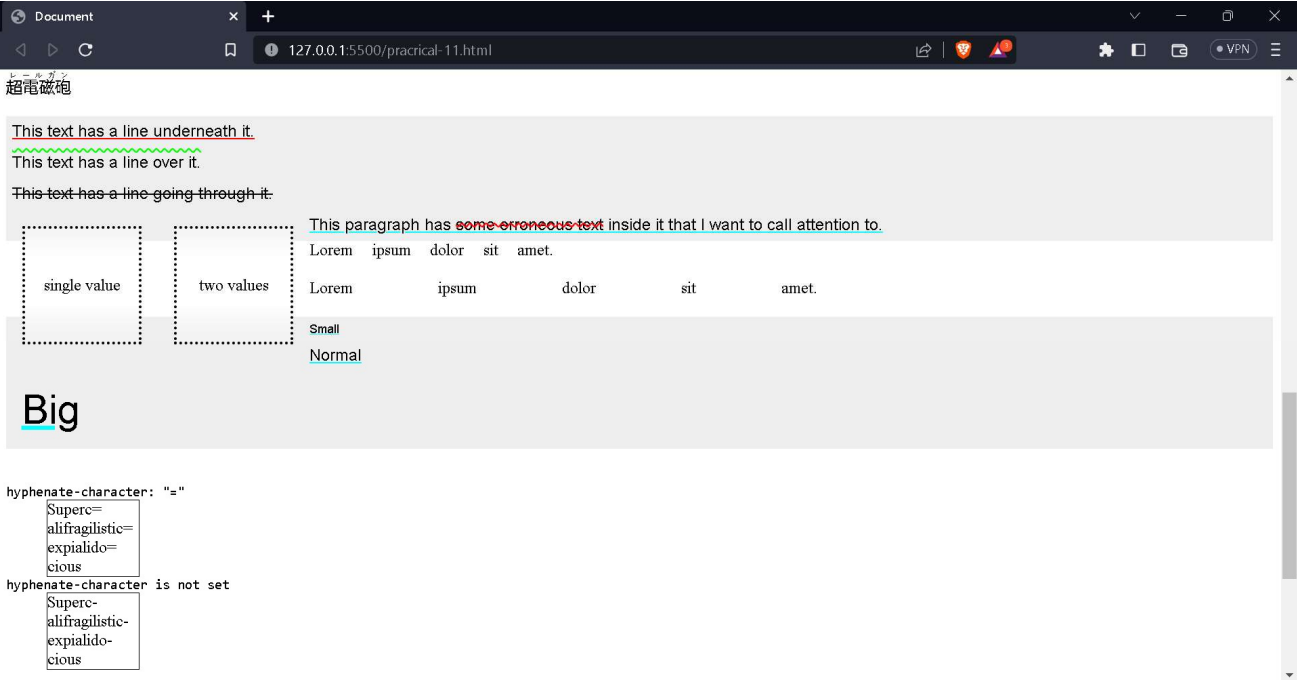 Document
127.0.0.1:5500/pracrical-11.html
VPN
レールガン
超電磁砲
This text has a line underneath it.
This text has a line over it.
This text has a line going through it.
This paragraph has some erroneous text inside it that I want to call attention to.
single value
two values
Lorem ipsum dolor sit amet.
Lorem ipsum dolor sit amet.
Small
Normal
Big
hyphenate-character: "="
Superc=
alifragilistic=
expialido=
cious
hyphenate-character is not set
Superc-
alifragilistic-
expialido-
cious